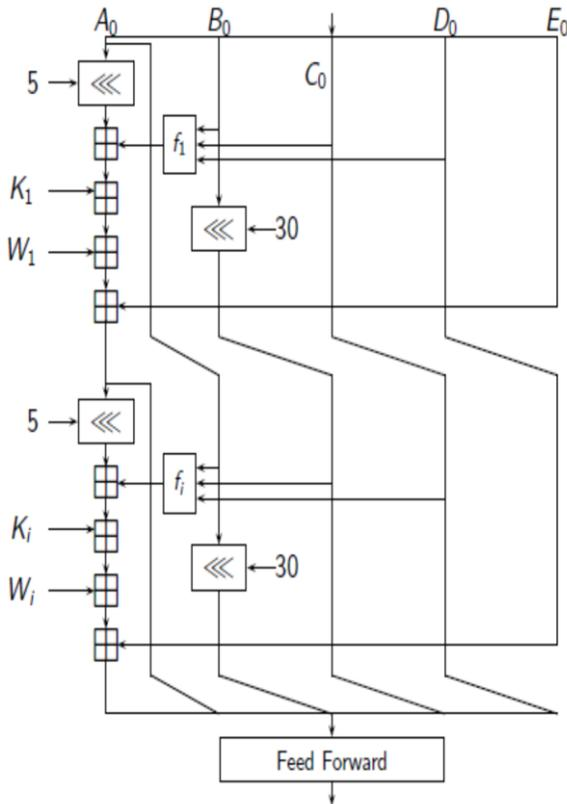 A₀ B₀ D₀ E₀
C₀
5 <<<
f₁
K₁
<<< 30
W₁
5 <<<
fᵢ
Kᵢ
<<< 30
Wᵢ
Feed Forward